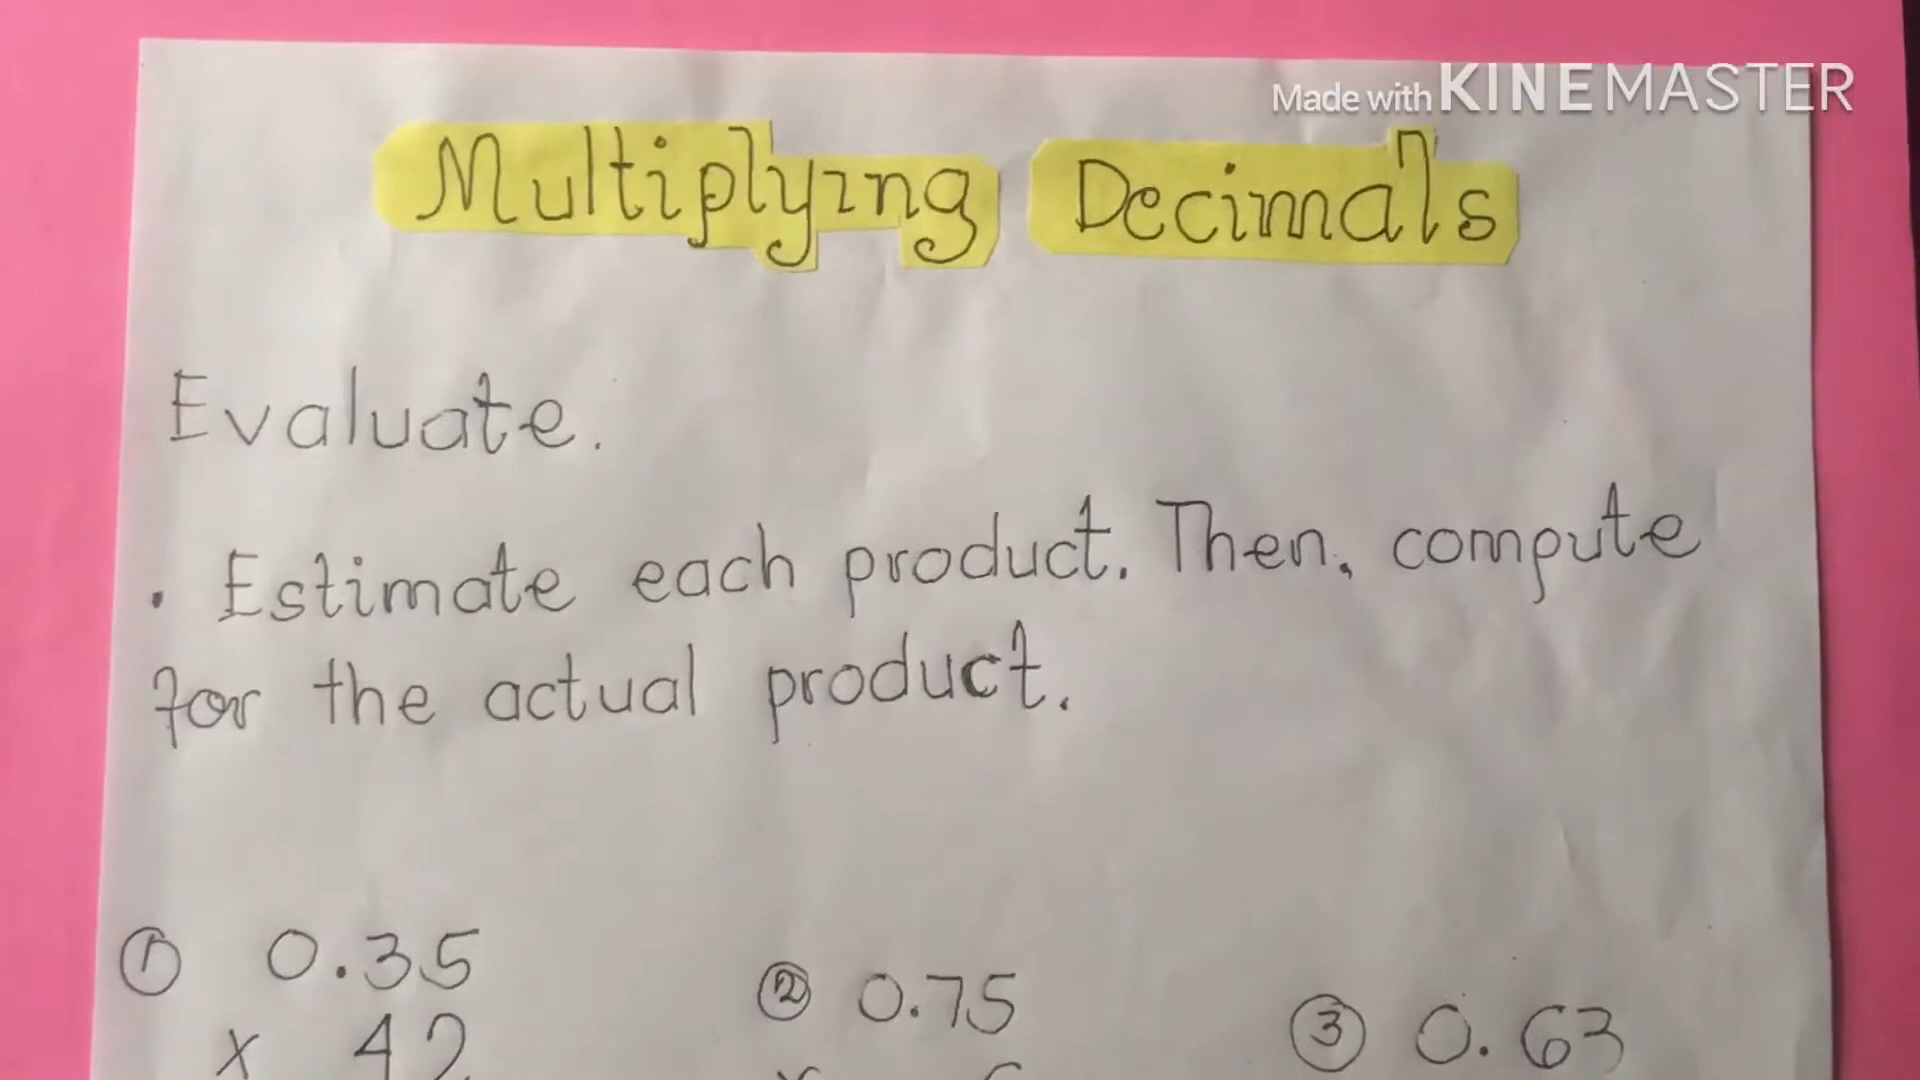 Made with KINEMASTER
Multiplying Decimals
Evaluate.
. Estimate each product. Then, compute
for the actual product.
① 0.35
② 0.75
③ 0.63
x 42
x